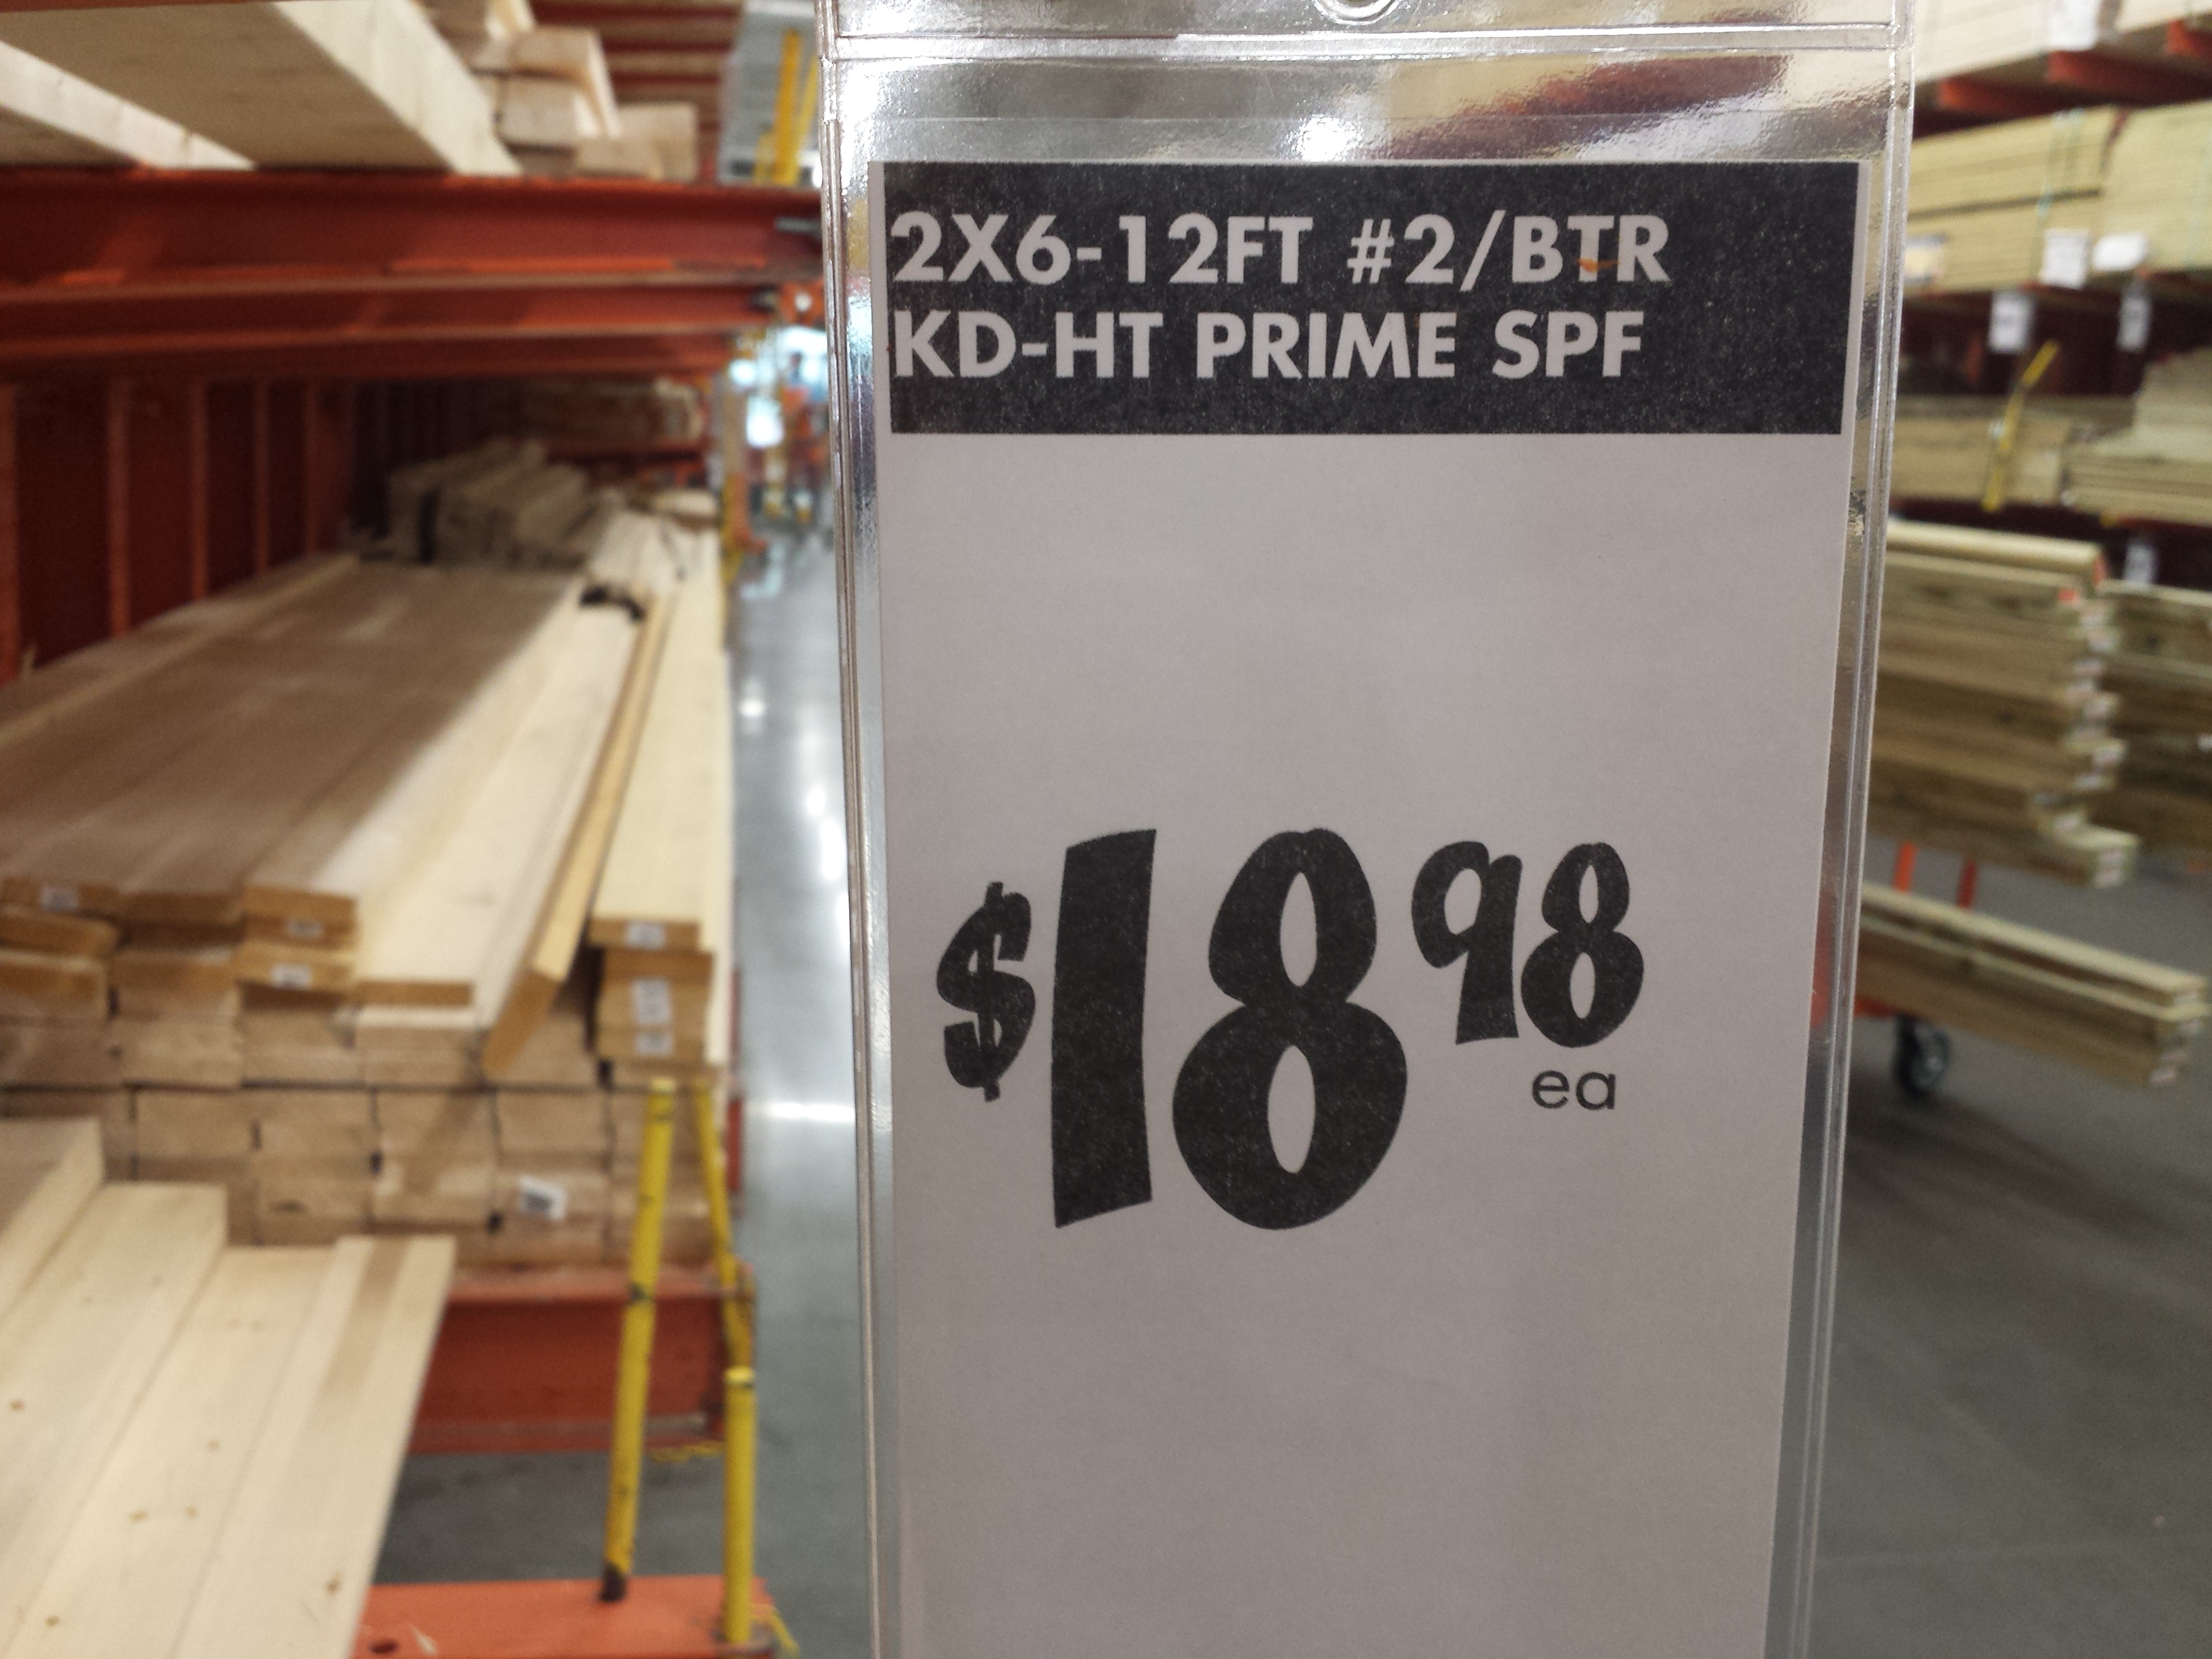 2X6-12FT #2/BTR
KD-HT PRIME SPF
$18 98
ea